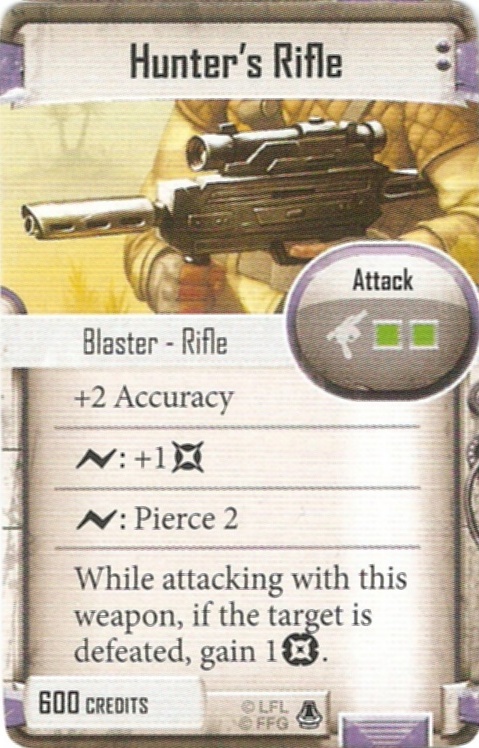 Hunter's Rifle
Attack
Blaster - Rifle
+2 Accuracy
: +1
: Pierce 2
While attacking with this
weapon, if the target is
defeated, gain 1 .
600 CREDITS
© LFL
© FFG